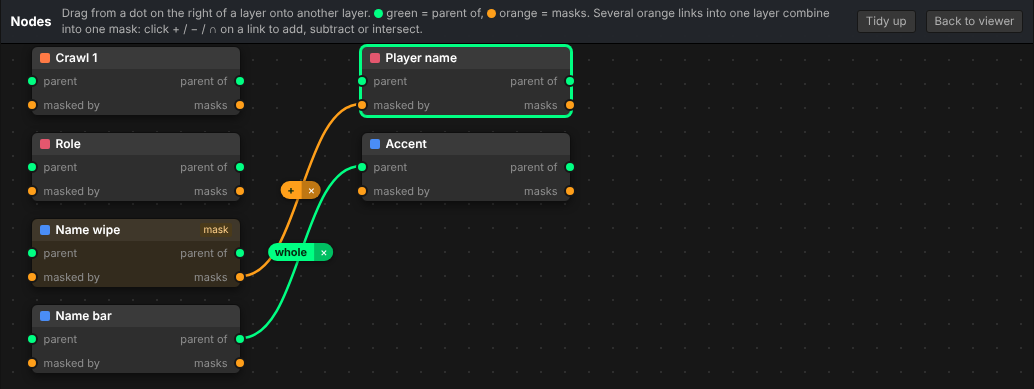 Nodes
Drag from a dot on the right of a layer onto another layer. green = parent of, orange = masks. Several orange links into one layer combine
into one mask: click + / − / ∩ on a link to add, subtract or intersect.
Tidy up
Back to viewer
Crawl 1
parent parent of
masked by masks
Player name
parent parent of
masked by masks
Role
parent parent of
masked by masks
Accent
parent parent of
masked by masks
+ ×
Name wipe mask
parent parent of
masked by masks
whole ×
Name bar
parent parent of
masked by masks